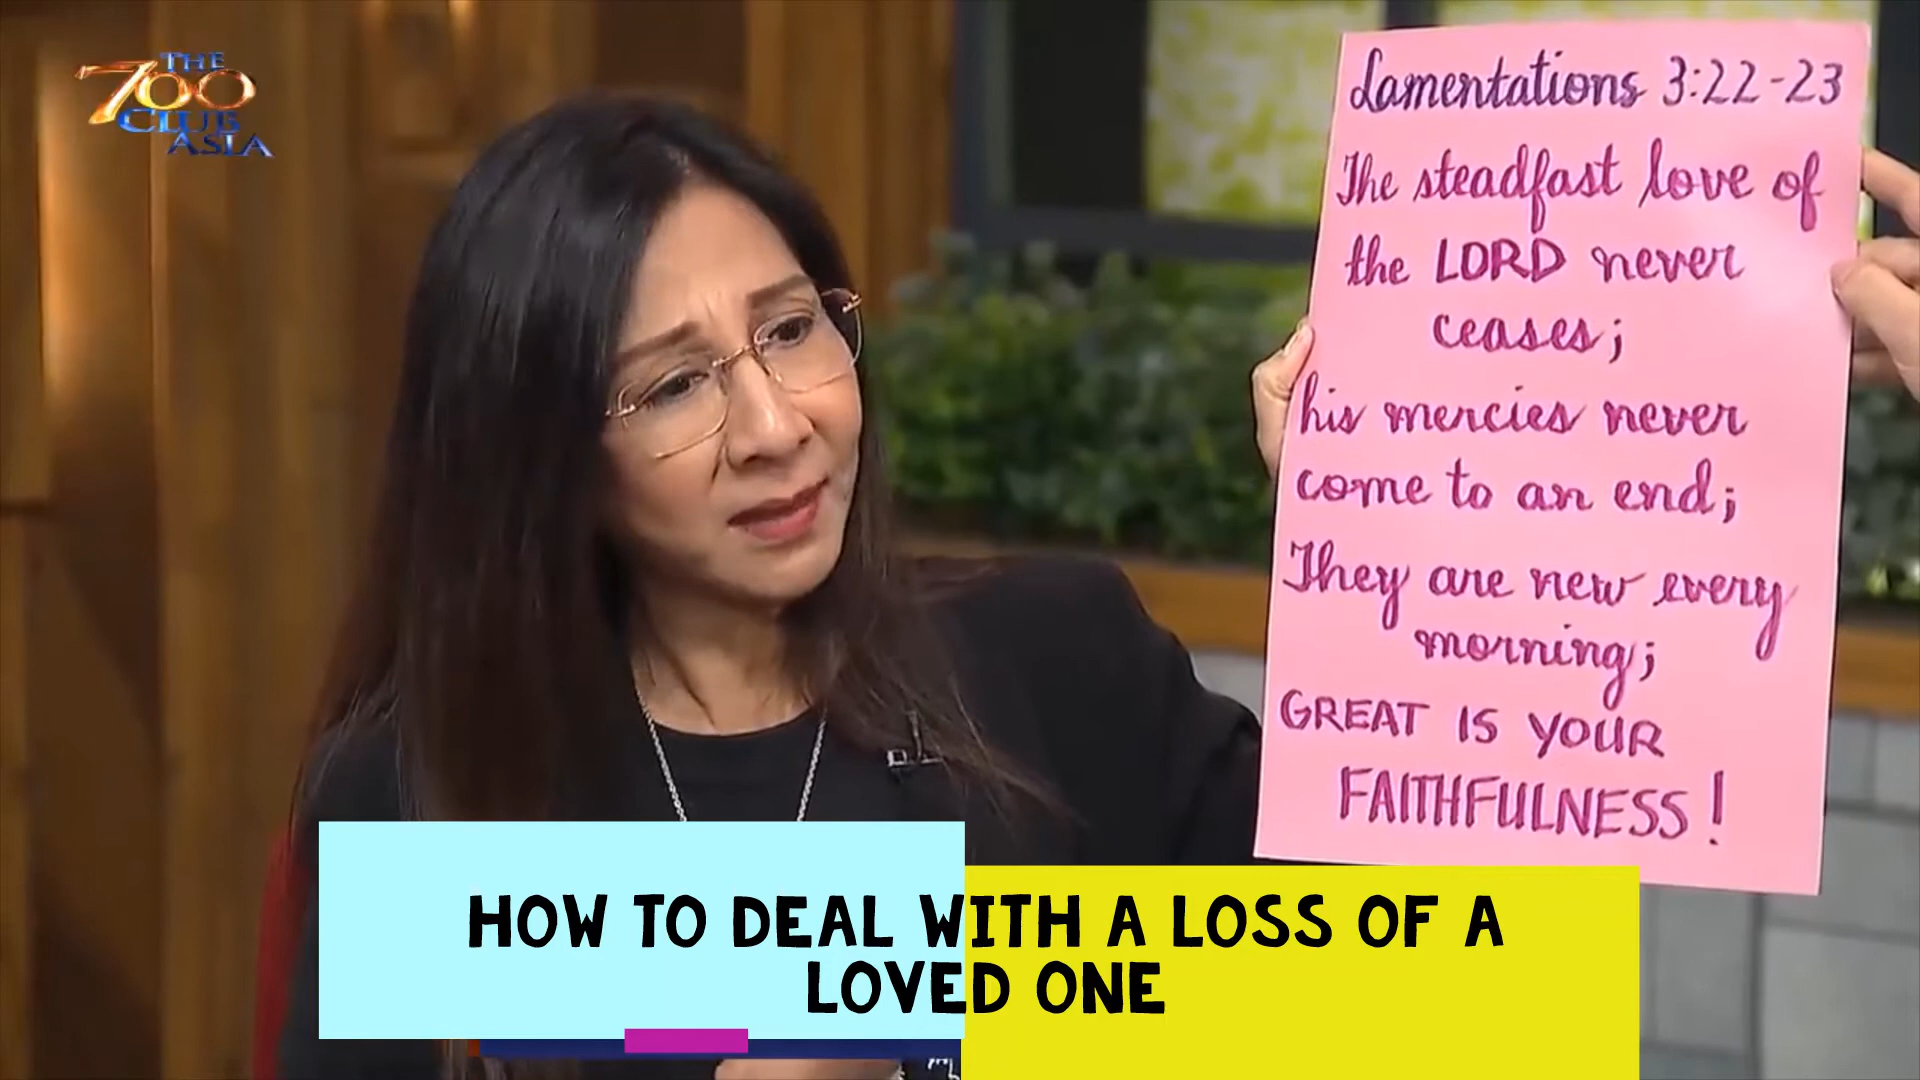 THE
700
CLUB
ASIA
Lamentations 3:22-23
The steadfast love of
the LORD never
ceases;
his mercies never
come to an end;
They are new every
morning;
GREAT IS YOUR
FAITHFULNESS!
HOW TO DEAL WITH A LOSS OF A
LOVED ONE